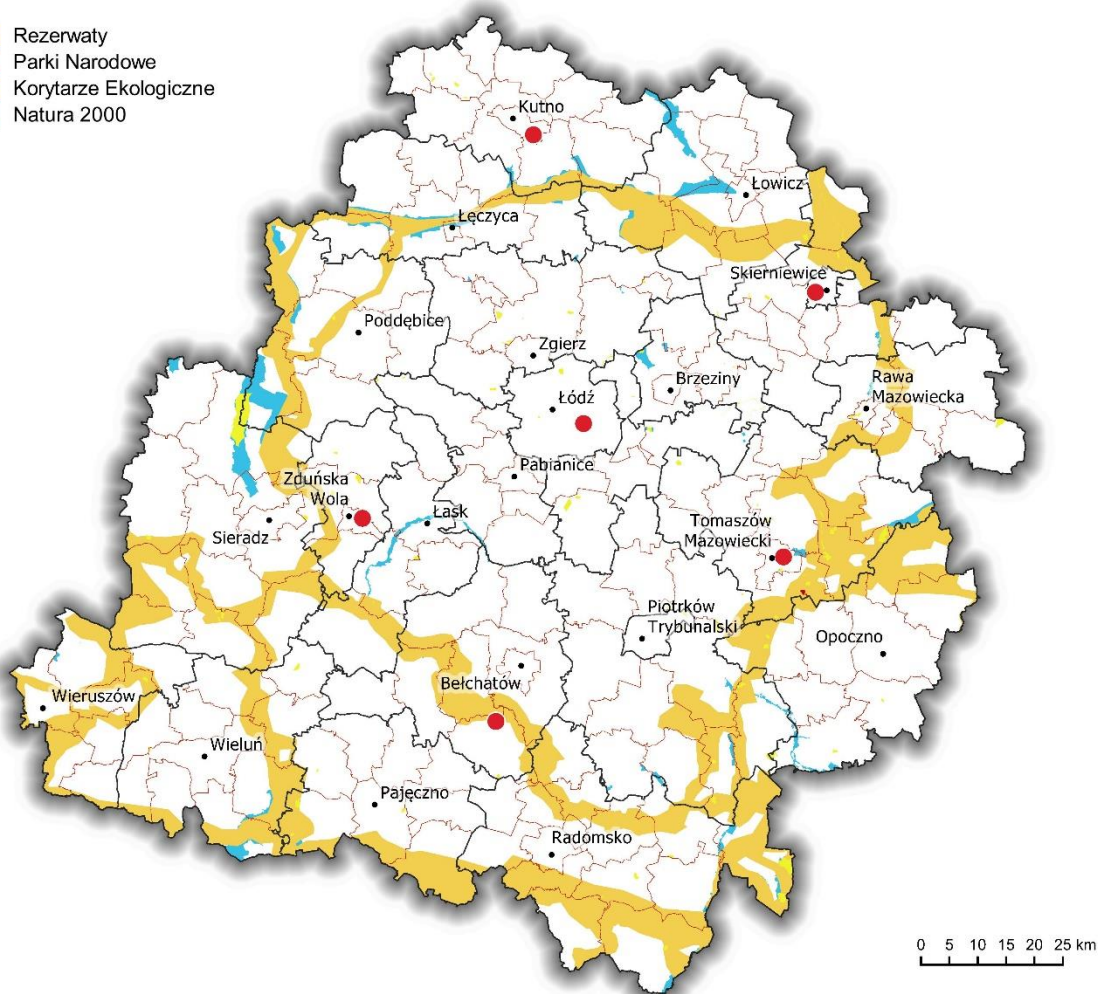 Rezerwaty
Parki Narodowe
Korytarze Ekologiczne
Natura 2000
Kutno
Łowicz
Łęczyca
Skierniewice
Poddębice
Zgierz
Brzeziny
Rawa
Mazowiecka
Łódź
Pabianice
Zduńska
Wola
Łask
Sieradz
Tomaszów
Mazowiecki
Piotrków
Trybunalski
Opoczno
Bełchatów
Wieruszów
Wieluń
Pajęczno
Radomsko
0 5 10 15 20 25 km